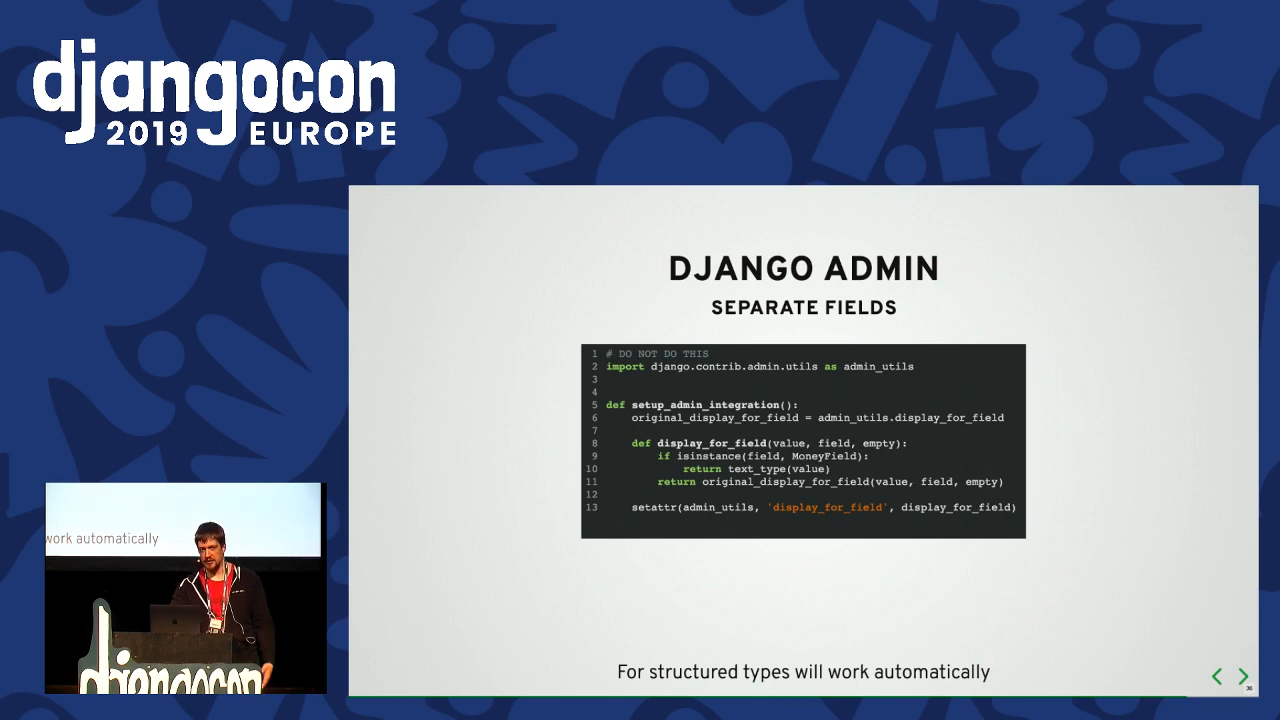 djangocon
2019 EUROPE
DJANGO ADMIN
SEPARATE FIELDS
1 # DO NOT DO THIS
2 import django.contrib.admin.utils as admin_utils
3
4
5 def setup_admin_integration():
6 original_display_for_field = admin_utils.display_for_field
7
8 def display_for_field(value, field, empty):
9 if isinstance(field, MoneyField):
10 return text_type(value)
11 return original_display_for_field(value, field, empty)
12
13 setattr(admin_utils, 'display_for_field', display_for_field)
For structured types will work automatically
36
work automatically
djangocon